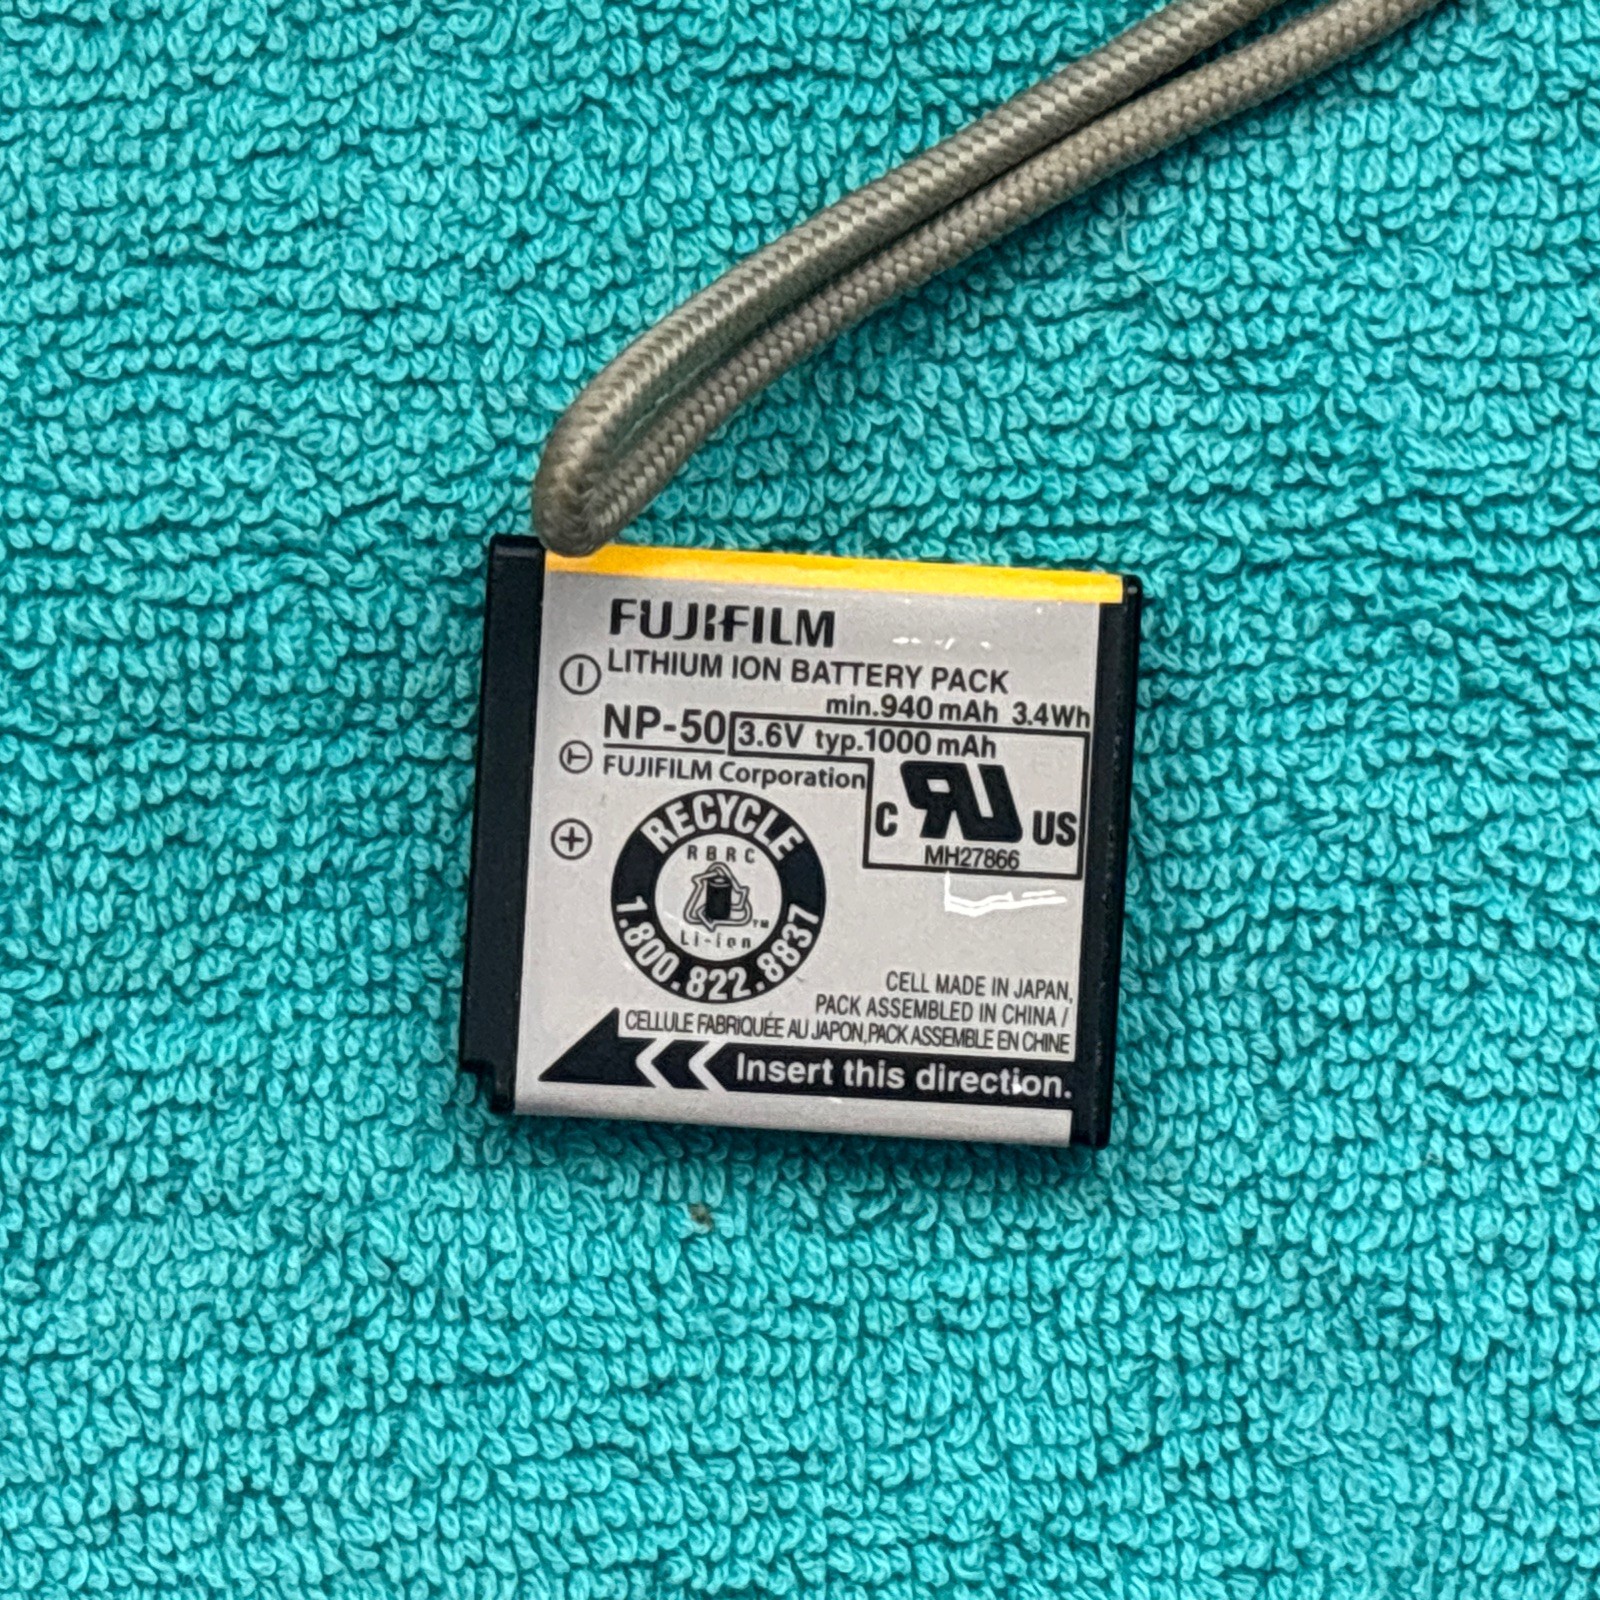 FUJIFILM
LITHIUM ION BATTERY PACK
min.940 mAh 3.4Wh
NP-50 3.6V typ.1000 mAh
FUJIFILM Corporation
C RU US
MH27866
RECYCLE
RBRC
Li-ion
TM
1.800.822.8837
CELL MADE IN JAPAN,
PACK ASSEMBLED IN CHINA /
CELLULE FABRIQUÉE AU JAPON,PACK ASSEMBLE EN CHINE
Insert this direction.